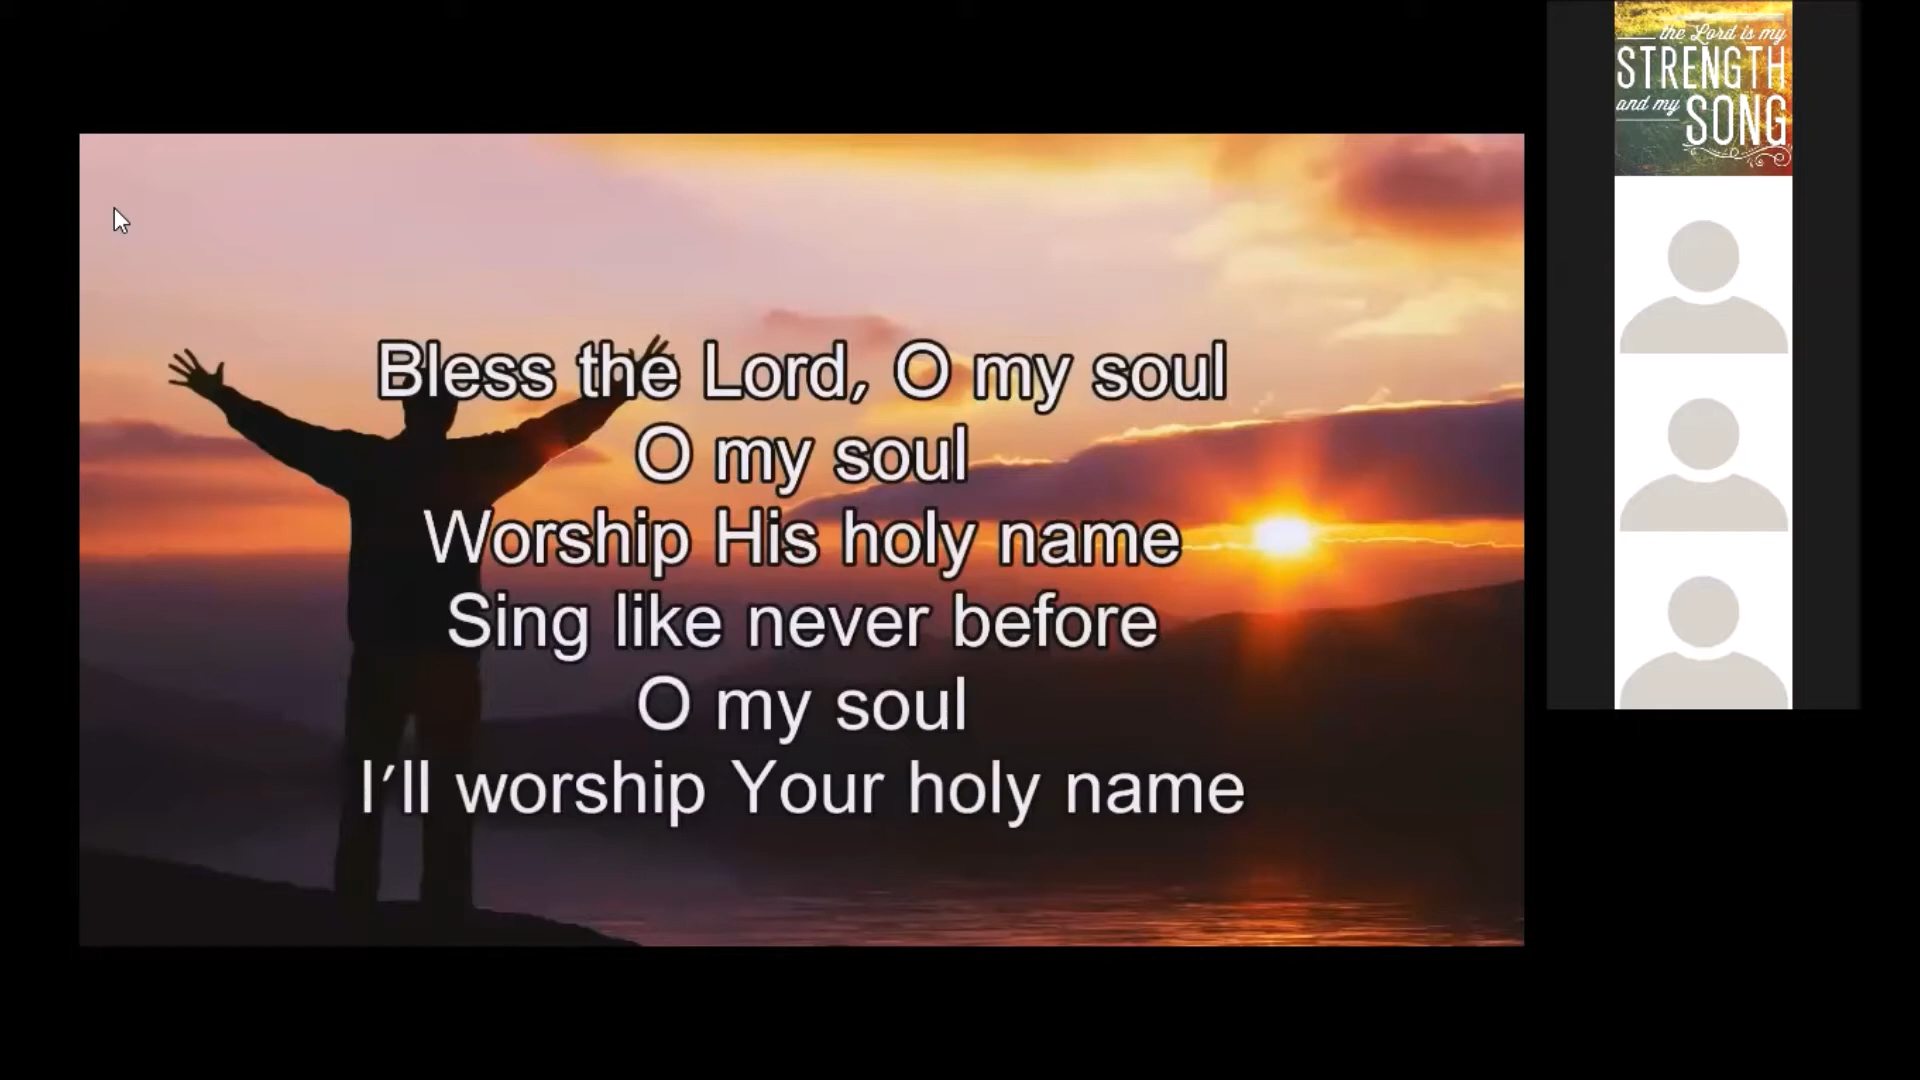 Bless the Lord, O my soul
O my soul
Worship His holy name
Sing like never before
O my soul
I'll worship Your holy name
the Lord is my
STRENGTH
and my SONG